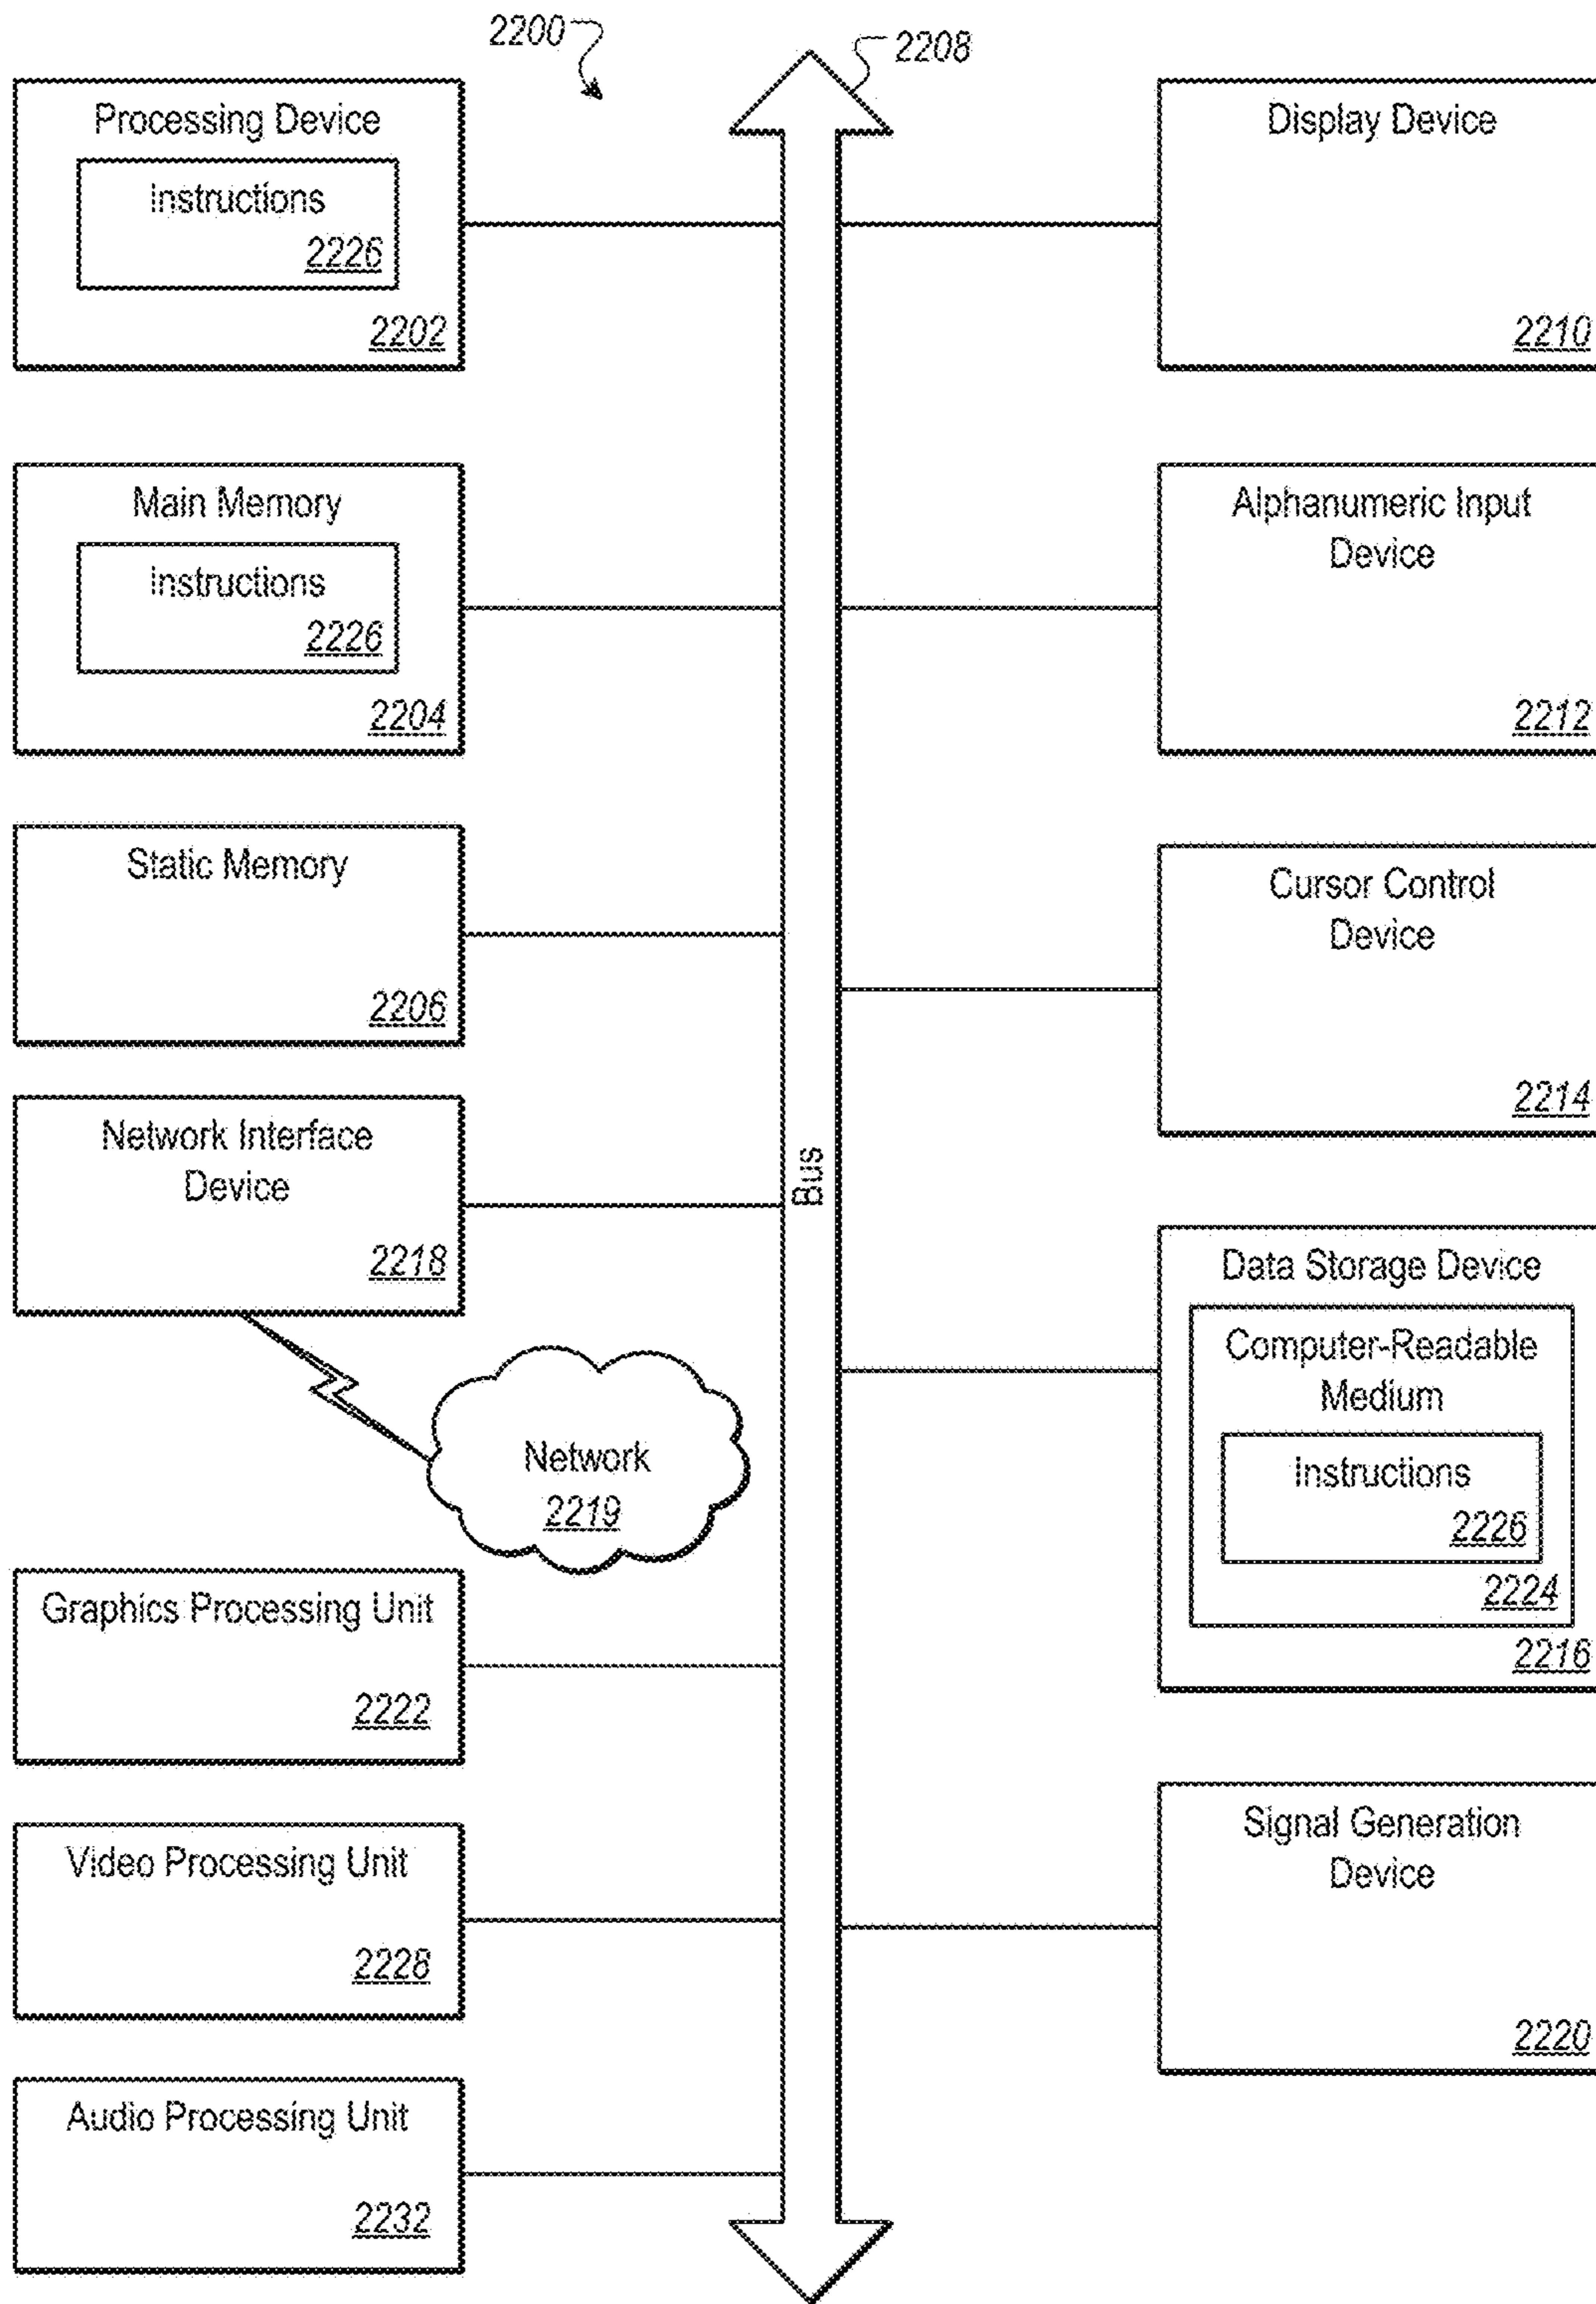 2200
2208
Processing Device
Instructions
2226
2202
Main Memory
Instructions
2226
2204
Static Memory
2206
Network Interface
Device
2218
Network
2219
Graphics Processing Unit
2222
Video Processing Unit
2228
Audio Processing Unit
2232
Bus
Display Device
2210
Alphanumeric Input
Device
2212
Cursor Control
Device
2214
Data Storage Device
Computer-Readable
Medium
Instructions
2226
2224
2216
Signal Generation
Device
2220